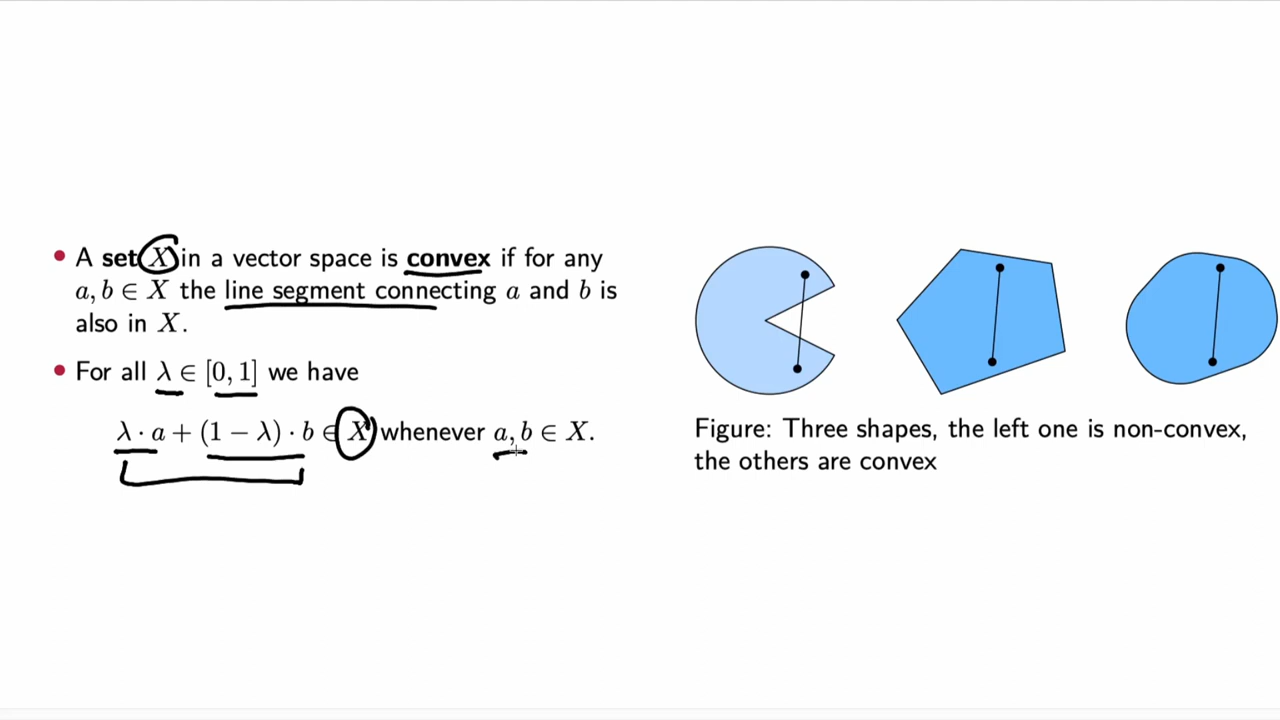 • A set X in a vector space is convex if for any
a, b ∈ X the line segment connecting a and b is
also in X.
• For all λ ∈ [0, 1] we have
λ · a + (1 − λ) · b ∈ X whenever a, b ∈ X.
Figure: Three shapes, the left one is non-convex,
the others are convex